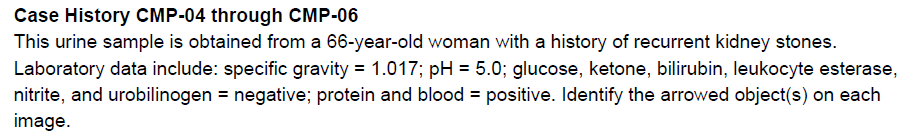 Case History CMP-04 through CMP-06
This urine sample is obtained from a 66-year-old woman with a history of recurrent kidney stones.
Laboratory data include: specific gravity = 1.017; pH = 5.0; glucose, ketone, bilirubin, leukocyte esterase,
nitrite, and urobilinogen = negative; protein and blood = positive. Identify the arrowed object(s) on each
image.